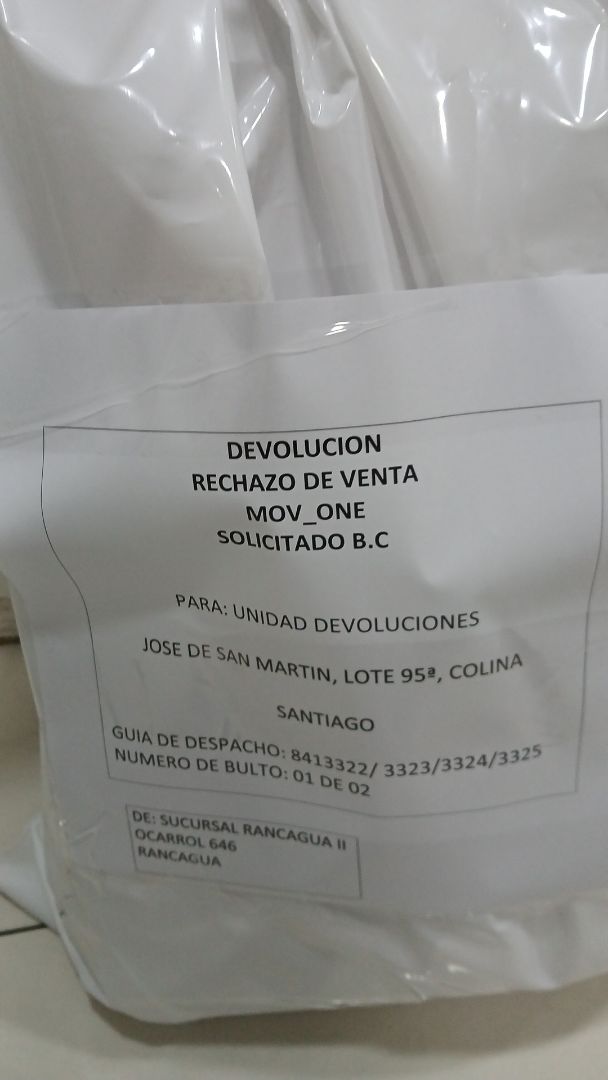 DEVOLUCION
RECHAZO DE VENTA
MOV_ONE
SOLICITADO B.C
PARA: UNIDAD DEVOLUCIONES
JOSE DE SAN MARTIN, LOTE 95ª, COLINA
SANTIAGO
GUIA DE DESPACHO: 8413322/ 3323/3324/3325
NUMERO DE BULTO: 01 DE 02
DE: SUCURSAL RANCAGUA II
OCARROL 646
RANCAGUA